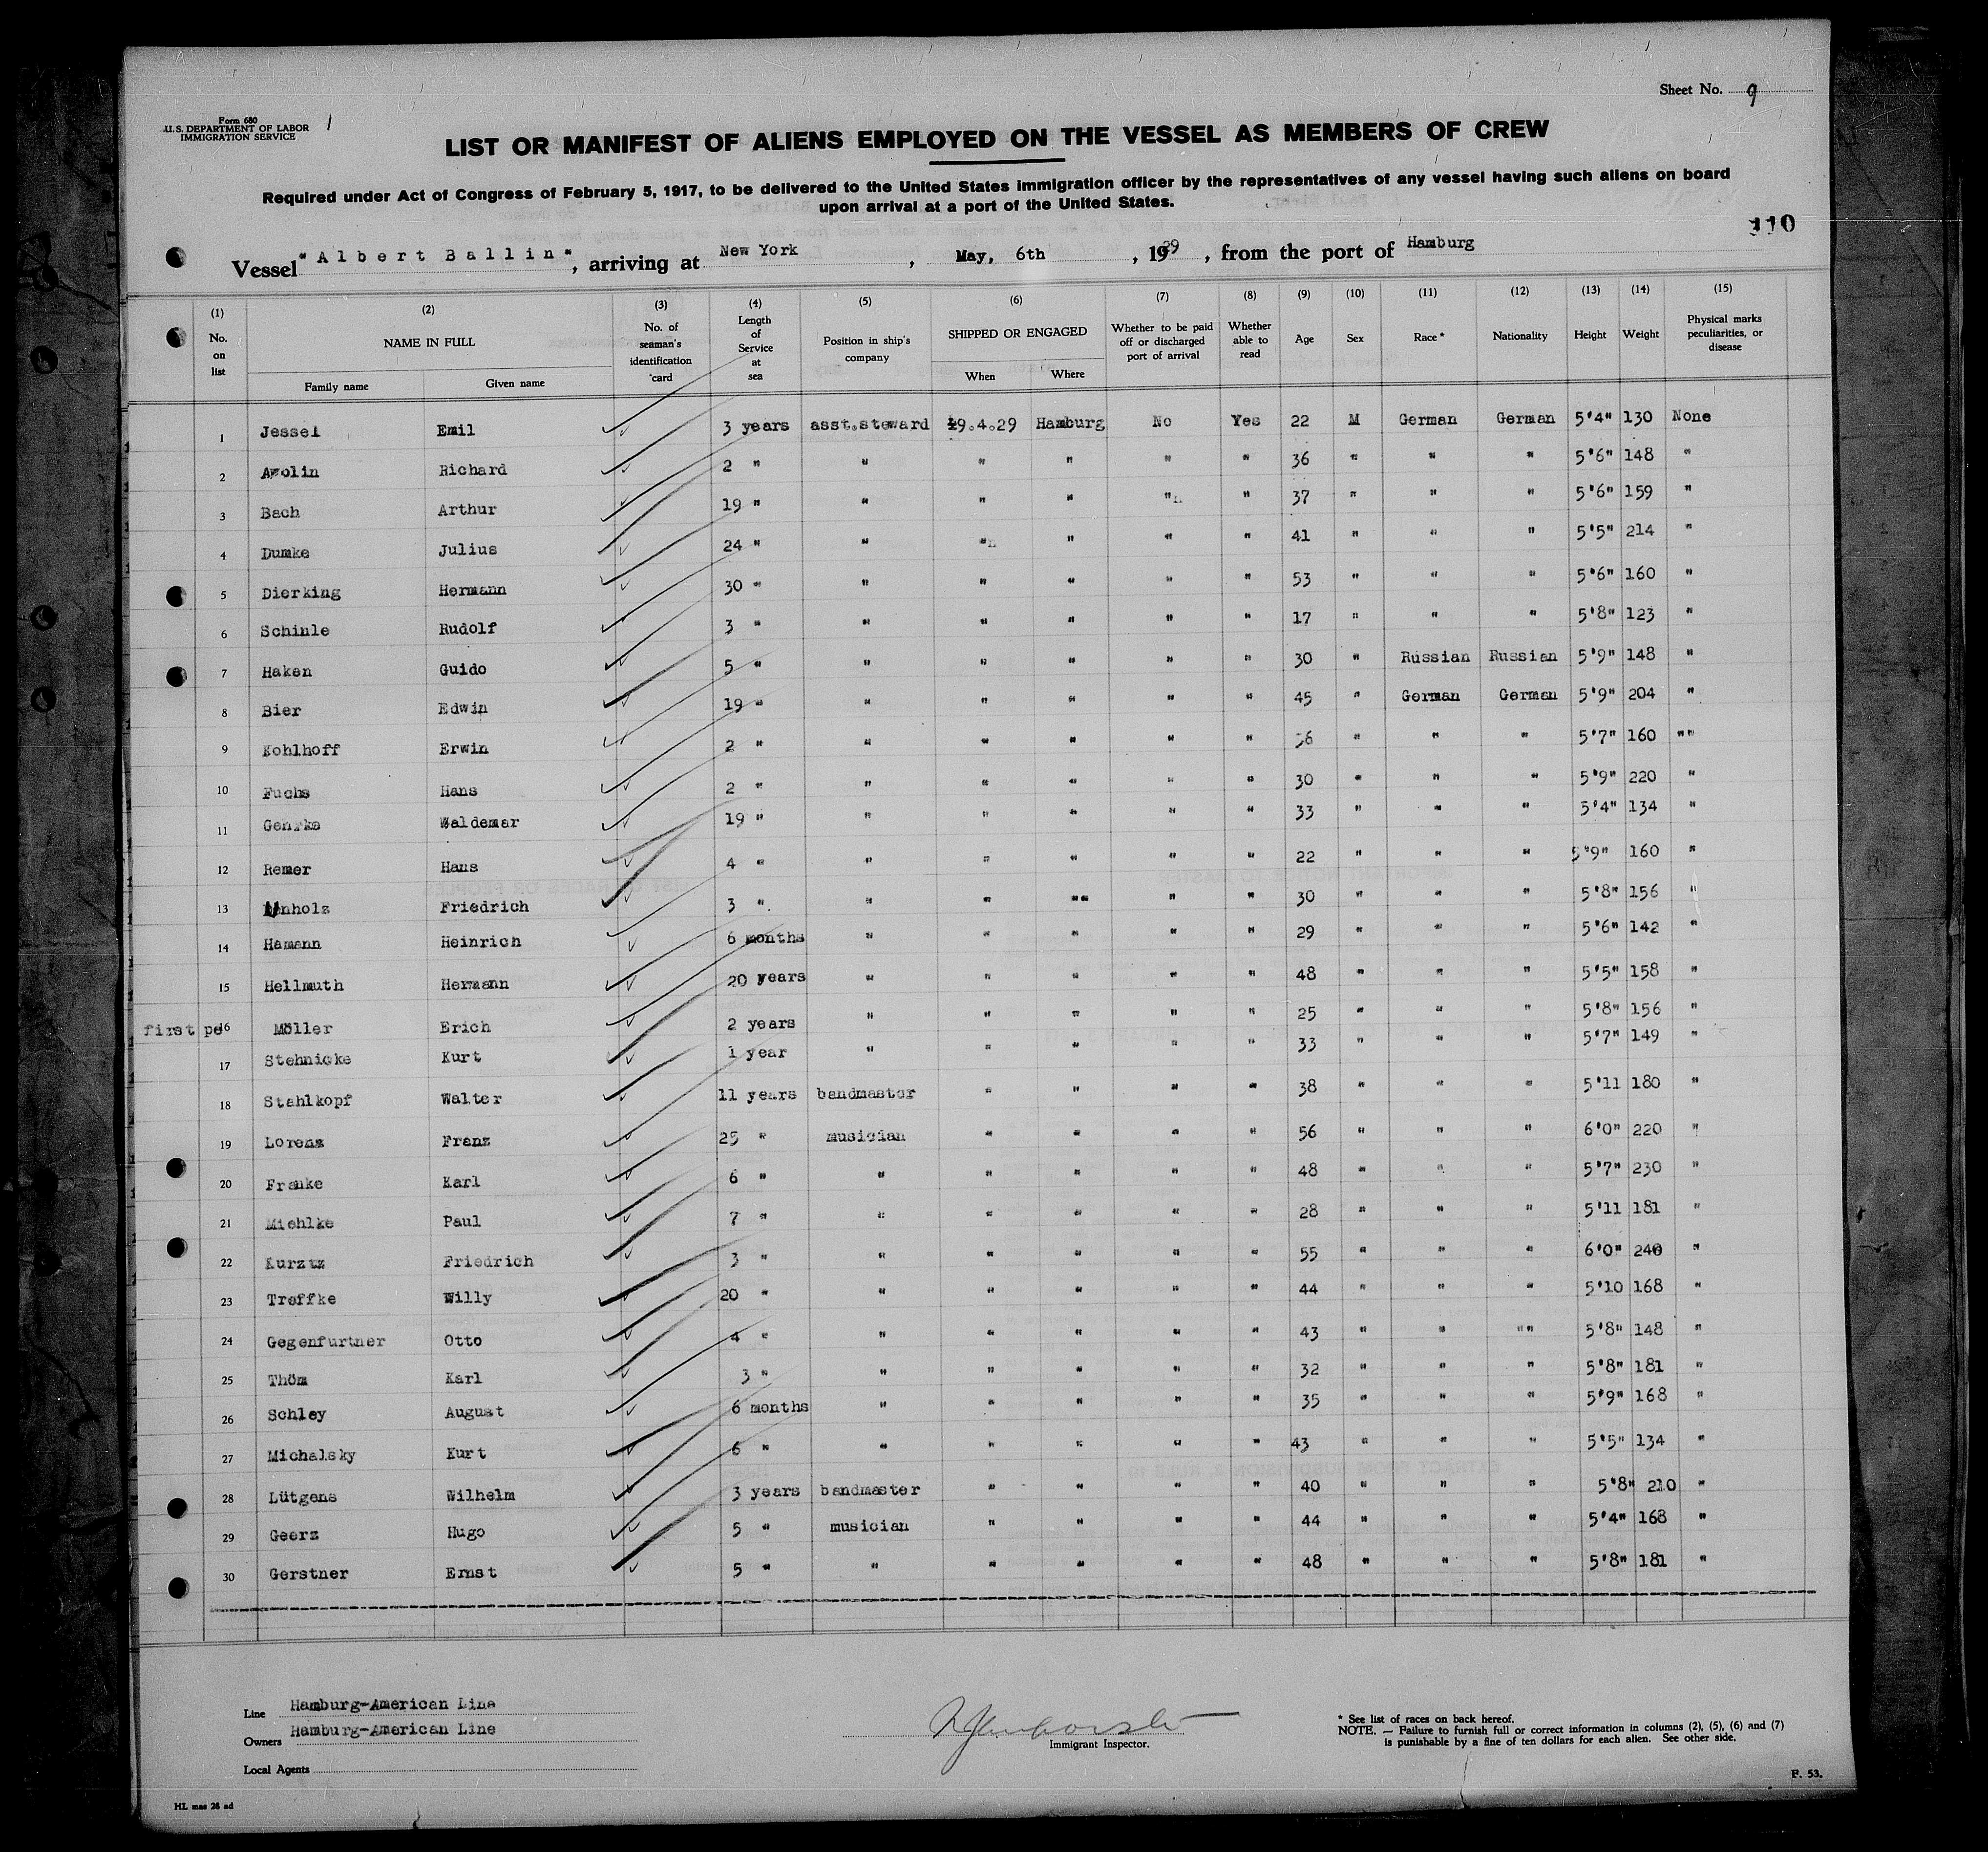 Sheet No. 9
Form 680
U.S. DEPARTMENT OF LABOR
IMMIGRATION SERVICE
LIST OR MANIFEST OF ALIENS EMPLOYED ON THE VESSEL AS MEMBERS OF CREW
Required under Act of Congress of February 5, 1917, to be delivered to the United States immigration officer by the representatives of any vessel having such aliens on board
upon arrival at a port of the United States.
110
Vessel "Albert Ballin", arriving at New York, May, 6th, 1929, from the port of Hamburg
(1) (2) (3) (4) (5) (6) (7) (8) (9) (10) (11) (12) (13) (14) (15)
No. on list NAME IN FULL No. of seaman's identification card Length of Service at sea Position in ship's company SHIPPED OR ENGAGED Whether to be paid off or discharged port of arrival Whether able to read Age Sex Race* Nationality Height Weight Physical marks peculiarities, or disease
Family name Given name When Where
1 Jessel Emil 3 years asst.steward 19.4.29 Hamburg No Yes 22 M German German 5'4" 130 None
2 Richard 2 " " " " " " 36 " " " 5'6" 148 "
3 Bach Arthur 19 " " " " " " 37 " " " 5'6" 159 "
4 Dumke Julius 24 " " " " " " 41 " " " 5'5" 214 "
5 Dierking Hermann 30 " " " " " " 53 " " " 5'6" 160 "
6 Schinle Rudolf 3 " " " " " " 17 " " " 5'8" 123 "
7 Haken Guido 5 " " " " " " 30 " Russian Russian 5'9" 148 "
8 Bier Edwin 19 " " " " " " 45 " German German 5'9" 204 "
9 Kohlhoff Erwin 2 " " " " " " 36 " " " 5'7" 160 ""
10 Fuchs Hans 2 " " " " " " 30 " " " 5'9" 220 "
11 Waldemar 19 " " " " " " 33 " " " 5'4" 134 "
12 Remer Hans 4 " " " " " " 22 " " " 5'9" 160 "
13 Friedrich 3 " " " "" " " 30 " " " 5'8" 156 "
14 Hamann Heinrich 6 months " " " " " 29 " " " 5'6" 142 "
15 Hellmuth Hermann 20 years " " " " " 48 " " " 5'5" 158 "
first pd 16 Möller Erich 2 years " " " " " 25 " " " 5'8" 156 "
17 Stehnicke Kurt 1 year " " " " " 33 " " " 5'7" 149 "
18 Stahlkopf Walter 11 years bandmaster " " " " 38 " " " 5'11 180 "
19 Lorenz Franz 25 " musician " " " " 56 " " " 6'0" 220 "
20 Franke Karl 6 " " " " " " 48 " " " 5'7" 230 "
21 Miehlke Paul 7 " " " " " " 28 " " " 5'11 181 "
22 Kurztz Friedrich 3 " " " " " " 55 " " " 6'0" 240 "
23 Treffke Willy 20 " " " " " " 44 " " " 5'10 168 "
24 Gegenfurtner Otto 4 " " " " " " 43 " " "" 5'8" 148 "
25 Thöm Karl 3 " " " " " " 32 " " " 5'8" 181 "
26 Schley August 6 months " " " " " 35 " " " 5'9" 168 "
27 Michalsky Kurt 6 " " " " " " 43 " " " 5'5" 134 "
28 Lütgens Wilhelm 3 years bandmaster " " " " 40 " " " 5'8" 210 "
29 Geerz Hugo 5 " musician " " " " 44 " " " 5'4" 168 "
30 Gerstner Ernst 5 " " " " " " 48 " " " 5'8" 181 "
Line Hamburg-American Line
Owners Hamburg-American Line
Local Agents
Immigrant Inspector.
* See list of races on back hereof.
NOTE. — Failure to furnish full or correct information in columns (2), (5), (6) and (7)
is punishable by a fine of ten dollars for each alien. See other side.
F. 53.
HL mae 28 ad